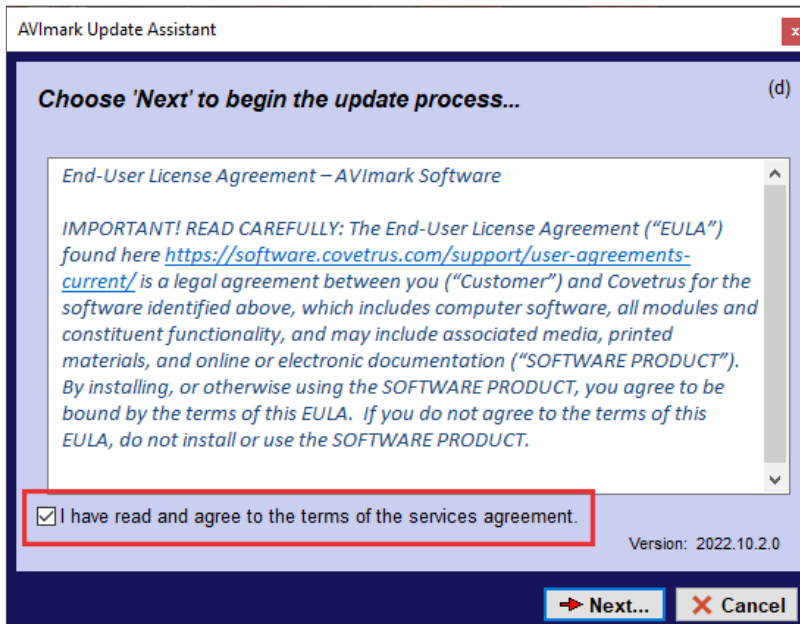 AVImark Update Assistant
x
Choose 'Next' to begin the update process...
(d)
End-User License Agreement – AVImark Software
IMPORTANT! READ CAREFULLY: The End-User License Agreement (“EULA”)
found here https://software.covetrus.com/support/user-agreements-
current/ is a legal agreement between you (“Customer”) and Covetrus for the
software identified above, which includes computer software, all modules and
constituent functionality, and may include associated media, printed
materials, and online or electronic documentation (“SOFTWARE PRODUCT”).
By installing, or otherwise using the SOFTWARE PRODUCT, you agree to be
bound by the terms of this EULA.  If you do not agree to the terms of this
EULA, do not install or use the SOFTWARE PRODUCT.
I have read and agree to the terms of the services agreement.
Version: 2022.10.2.0
Next...
Cancel